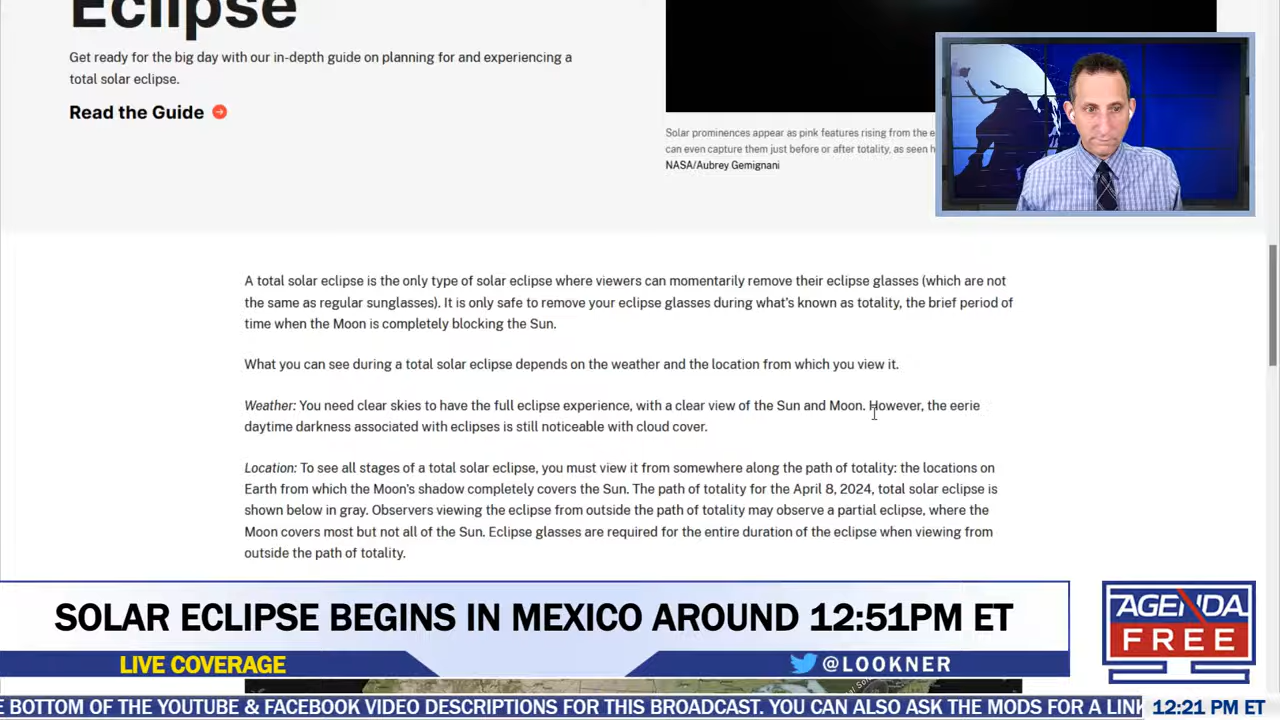 Eclipse
Get ready for the big day with our in-depth guide on planning for and experiencing a
total solar eclipse.
Read the Guide
Solar prominences appear as pink features rising from the
can even capture them just before or after totality, as seen
NASA/Aubrey Gemignani
A total solar eclipse is the only type of solar eclipse where viewers can momentarily remove their eclipse glasses (which are not
the same as regular sunglasses). It is only safe to remove your eclipse glasses during what's known as totality, the brief period of
time when the Moon is completely blocking the Sun.
What you can see during a total solar eclipse depends on the weather and the location from which you view it.
Weather: You need clear skies to have the full eclipse experience, with a clear view of the Sun and Moon. However, the eerie
daytime darkness associated with eclipses is still noticeable with cloud cover.
Location: To see all stages of a total solar eclipse, you must view it from somewhere along the path of totality: the locations on
Earth from which the Moon's shadow completely covers the Sun. The path of totality for the April 8, 2024, total solar eclipse is
shown below in gray. Observers viewing the eclipse from outside the path of totality may observe a partial eclipse, where the
Moon covers most but not all of the Sun. Eclipse glasses are required for the entire duration of the eclipse when viewing from
outside the path of totality.
SOLAR ECLIPSE BEGINS IN MEXICO AROUND 12:51PM ET
AGENDA
FREE
LIVE COVERAGE
@LOOKNER
BOTTOM OF THE YOUTUBE & FACEBOOK VIDEO DESCRIPTIONS FOR THIS BROADCAST. YOU CAN ALSO ASK THE MODS FOR A LINK
12:21 PM ET